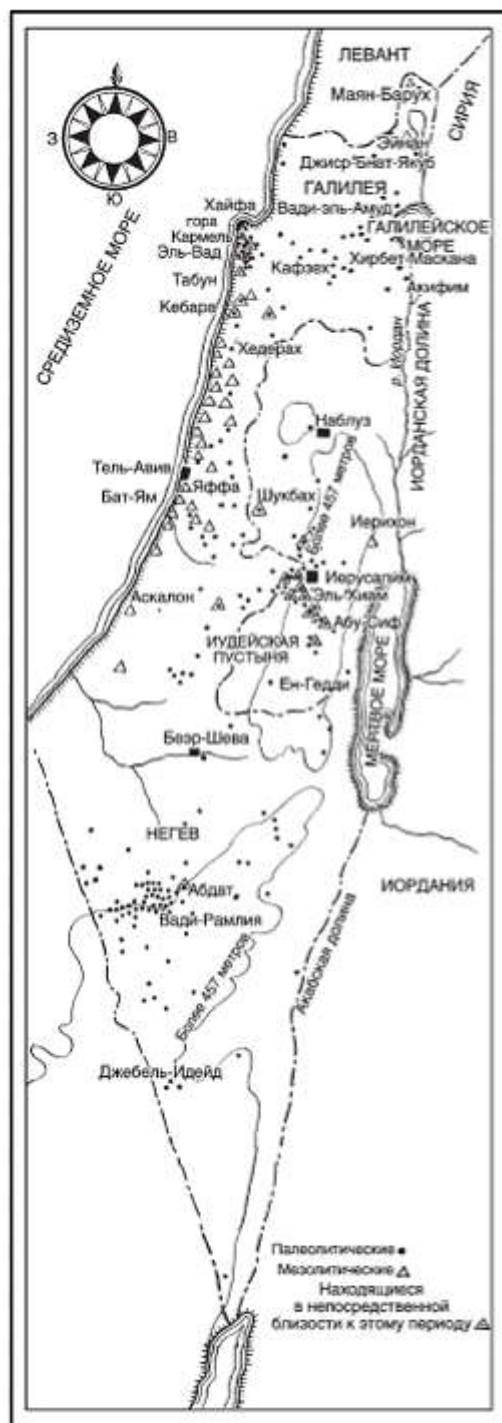 ЛЕВАНТ
Маян-Барух
СИРИЯ
З
В
Ю
Эйнан
Джиср-Бнат-Якуб
ГАЛИЛЕЯ
Вади-эль-Амуд
Хайфа
гора
Кармель
Эль-Вад
ГАЛИЛЕЙСКОЕ
МОРЕ
Кафзех
Хирбет-Маскана
Табун
Акифим
Кебара
СРЕДИЗЕМНОЕ МОРЕ
Хедерах
р. Иордан
ИОРДАНСКАЯ ДОЛИНА
Наблуз
Тель-Авив
Яффа
Бат-Ям
Шукбах
Более 457 метров
Иерихон
Иерусалим
Эль-Хиам
Аскалон
Абу-Сиф
ИУДЕЙСКАЯ
ПУСТЫНЯ
Ен-Гедди
МЕРТВОЕ МОРЕ
Беэр-Шева
НЕГЕВ
Абдат
ИОРДАНИЯ
Вади-Рамлия
Более 457 метров
Акабская долина
Джебель-Идейд
Палеолитические
Мезолитические
Находящиеся
в непосредственной
близости к этому периоду